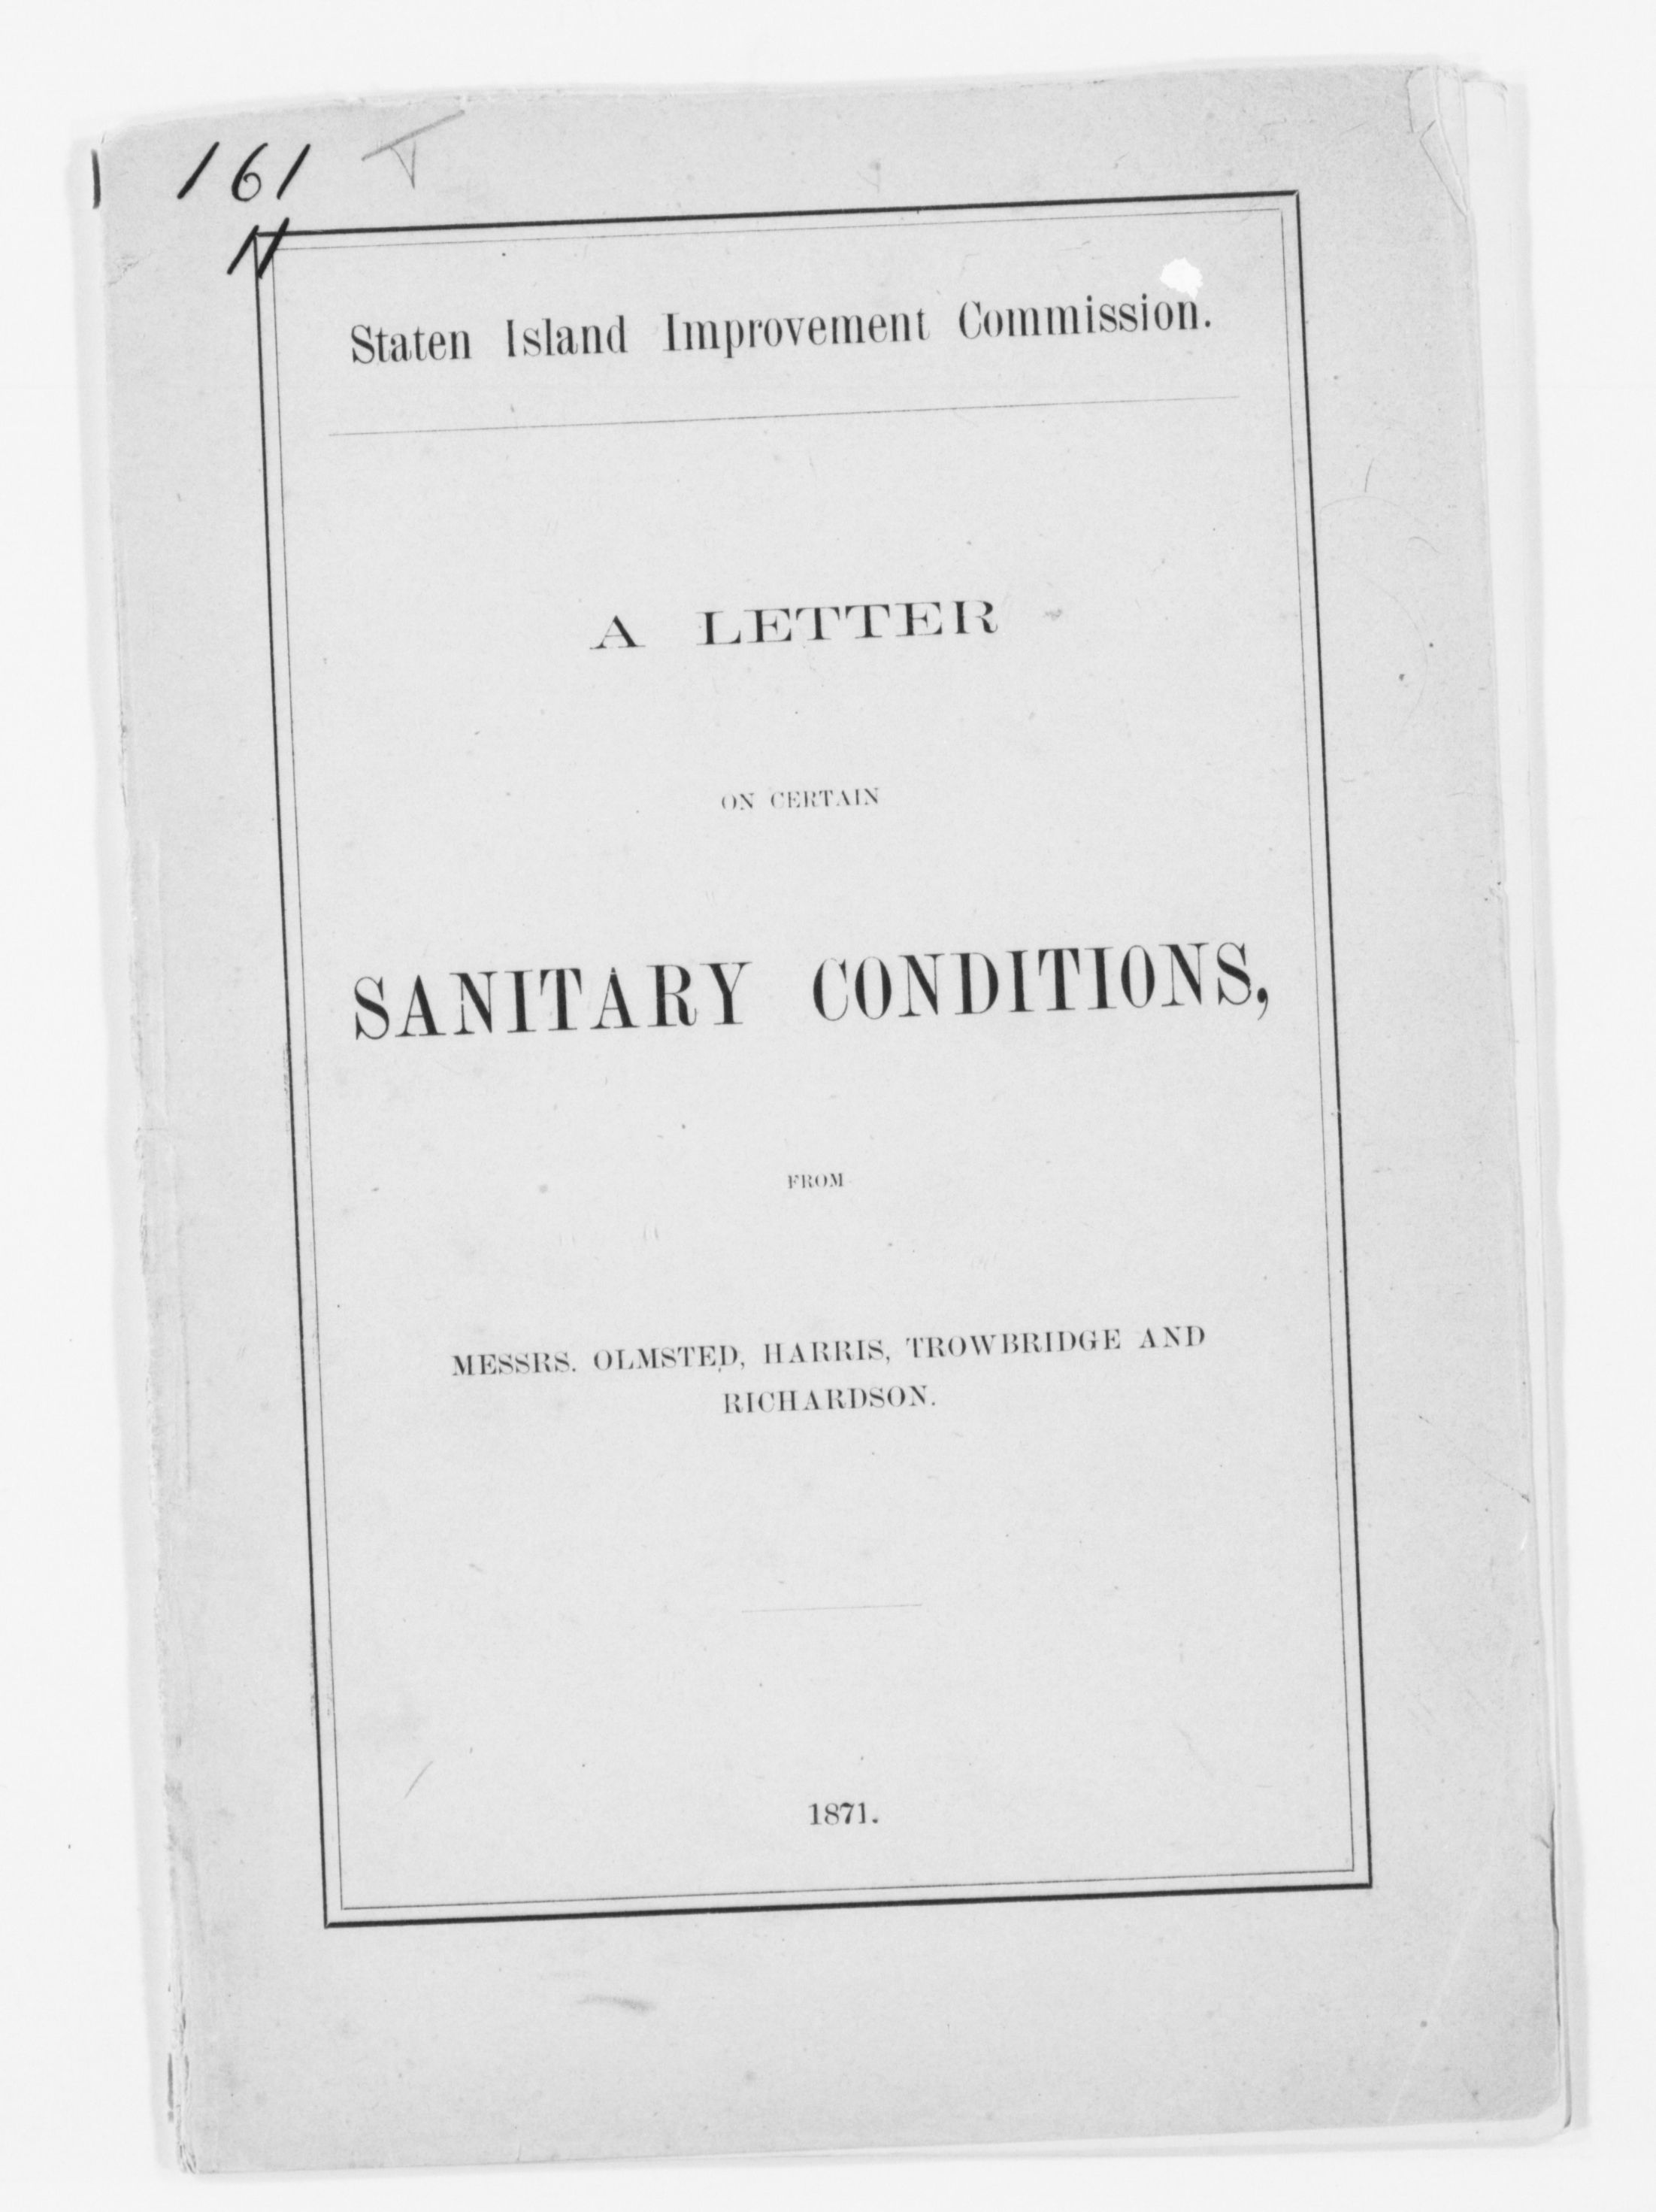 161
N
Staten Island Improvement Commission.
A LETTER
ON CERTAIN
SANITARY CONDITIONS,
FROM
MESSRS. OLMSTED, HARRIS, TROWBRIDGE AND
RICHARDSON.
1871.